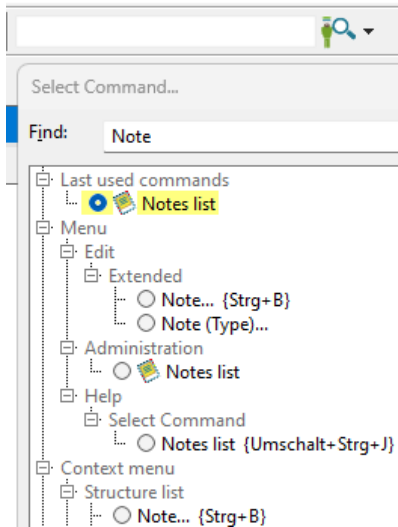 Select Command...
Find: Note
Last used commands
Notes list
Menu
Edit
Extended
Note... {Strg+B}
Note (Type)...
Administration
Notes list
Help
Select Command
Notes list {Umschalt+Strg+J}
Context menu
Structure list
Note... {Strg+B}